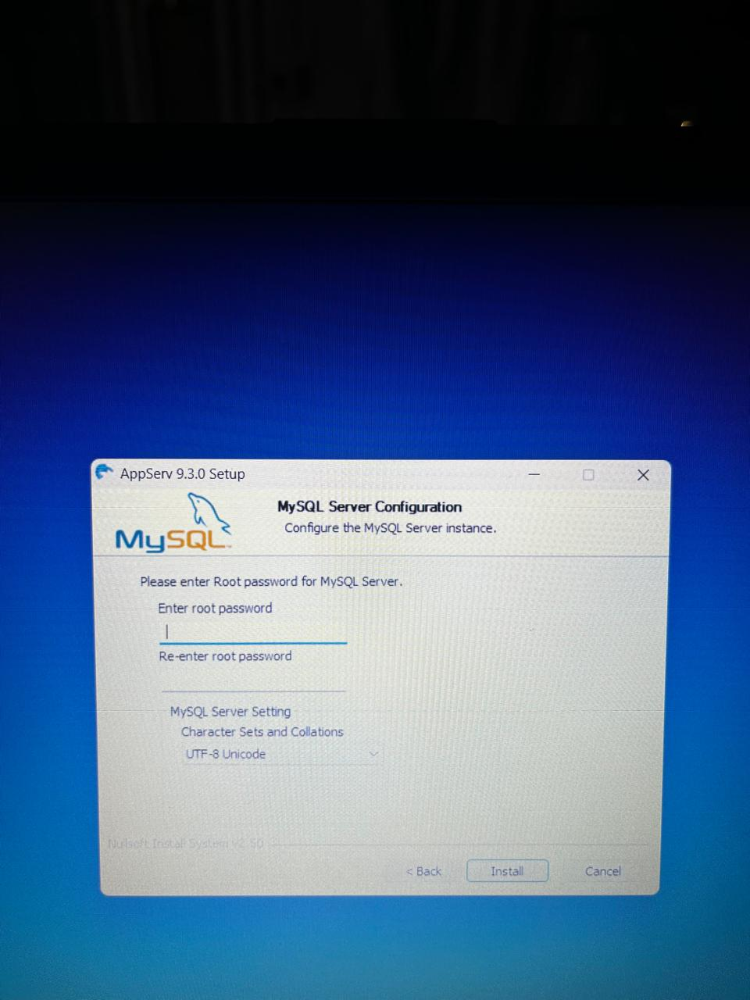 AppServ 9.3.0 Setup
MySQL
MySQL Server Configuration
Configure the MySQL Server instance.
Please enter Root password for MySQL Server.
Enter root password
Re-enter root password
MySQL Server Setting
Character Sets and Collations
UTF-8 Unicode
Nullsoft Install System v2.50
< Back
Install
Cancel